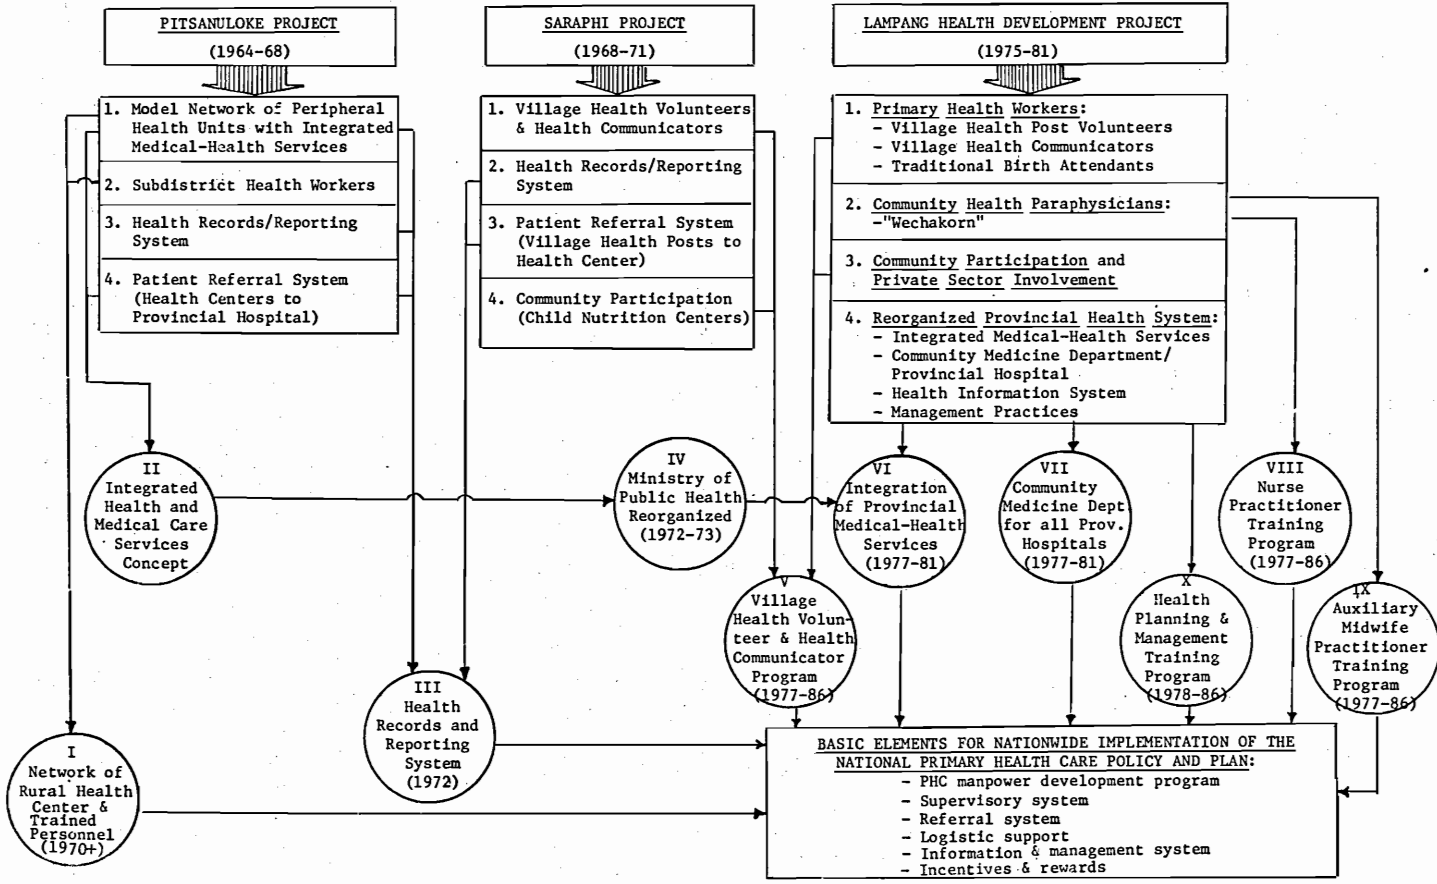 PITSANULOKE PROJECT
(1964-68)
SARAPHI PROJECT
(1968-71)
LAMPANG HEALTH DEVELOPMENT PROJECT
(1975-81)
1. Model Network of Peripheral
Health Units with Integrated
Medical-Health Services
2. Subdistrict Health Workers
3. Health Records/Reporting
System
4. Patient Referral System
(Health Centers to
Provincial Hospital)
1. Village Health Volunteers
& Health Communicators
2. Health Records/Reporting
System
3. Patient Referral System
(Village Health Posts to
Health Center)
4. Community Participation
(Child Nutrition Centers)
1. Primary Health Workers:
- Village Health Post Volunteers
- Village Health Communicators
- Traditional Birth Attendants
2. Community Health Paraphysicians:
-"Wechakorn"
3. Community Participation and
Private Sector Involvement
4. Reorganized Provincial Health System:
- Integrated Medical-Health Services
- Community Medicine Department/
Provincial Hospital
- Health Information System
- Management Practices
II
Integrated
Health and
Medical Care
Services
Concept
IV
Ministry of
Public Health
Reorganized
(1972-73)
VI
Integration
of Provincial
Medical-Health
Services
(1977-81)
VII
Community
Medicine Dept
for all Prov.
Hospitals
(1977-81)
VIII
Nurse
Practitioner
Training
Program
(1977-86)
V
Village
Health Volun-
teer & Health
Communicator
Program
(1977-86)
X
Health
Planning &
Management
Training
Program
(1978-86)
IX
Auxiliary
Midwife
Practitioner
Training
Program
(1977-86)
III
Health
Records and
Reporting
System
(1972)
I
Network of
Rural Health
Center &
Trained
Personnel
(1970+)
BASIC ELEMENTS FOR NATIONWIDE IMPLEMENTATION OF THE
NATIONAL PRIMARY HEALTH CARE POLICY AND PLAN:
- PHC manpower development program
- Supervisory system
- Referral system
- Logistic support
- Information & management system
- Incentives & rewards